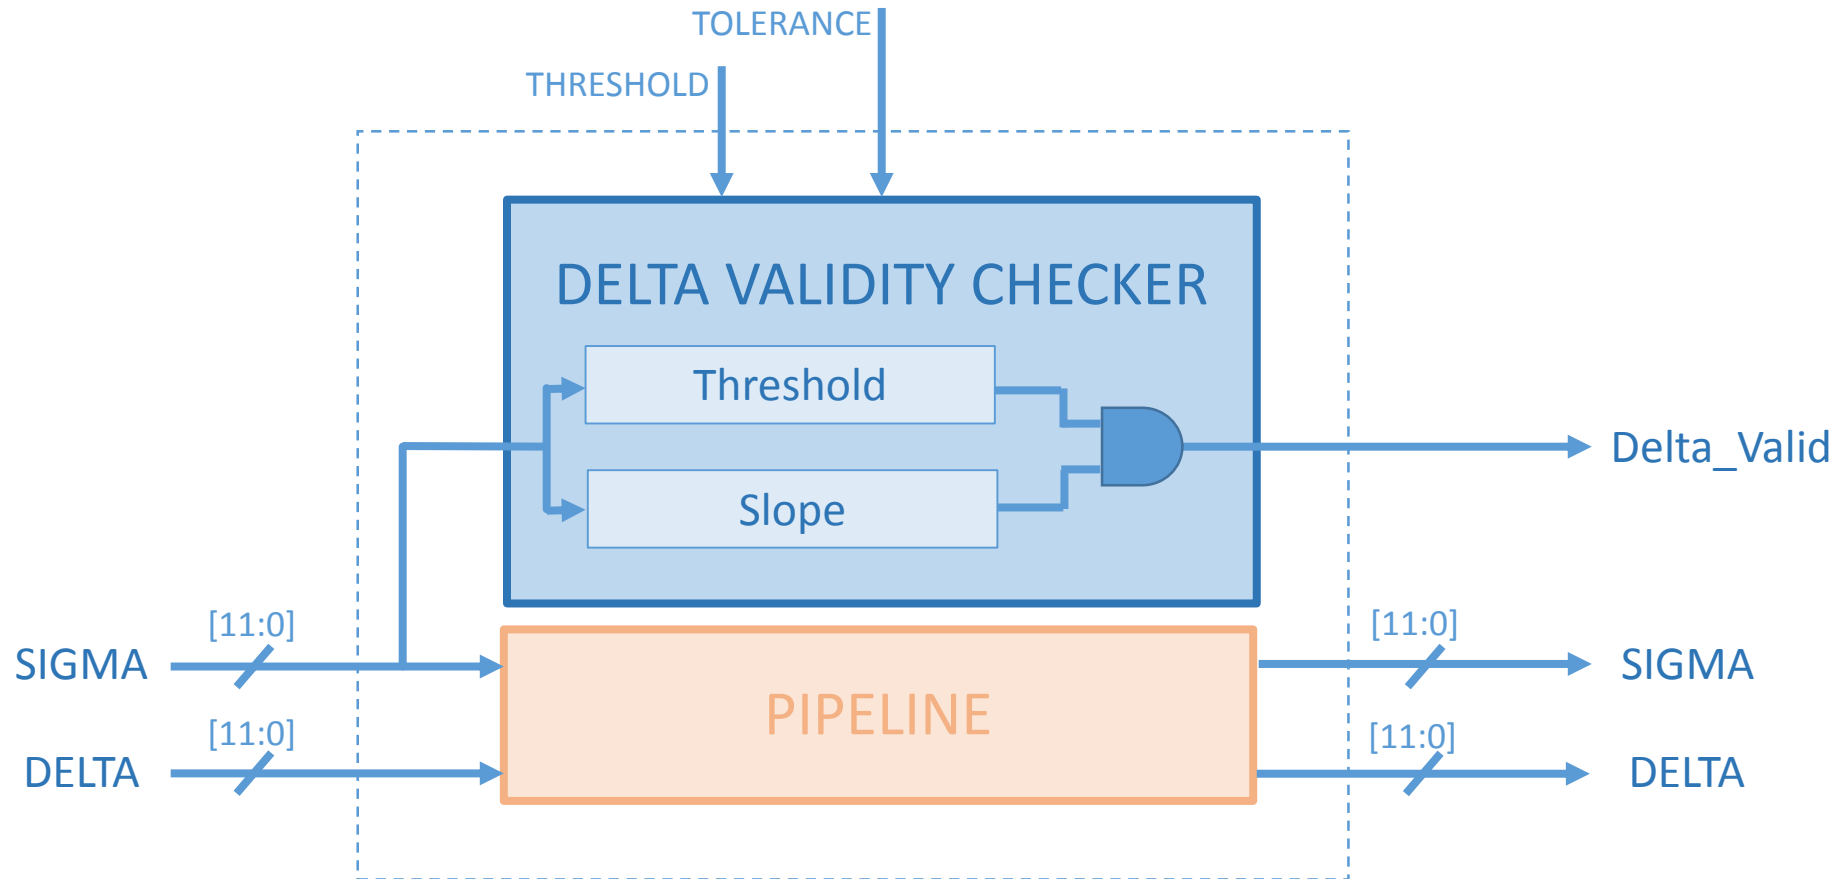 TOLERANCE
THRESHOLD
DELTA VALIDITY CHECKER
Threshold
Slope
Delta_Valid
[11:0]
[11:0]
SIGMA
SIGMA
PIPELINE
[11:0]
[11:0]
DELTA
DELTA